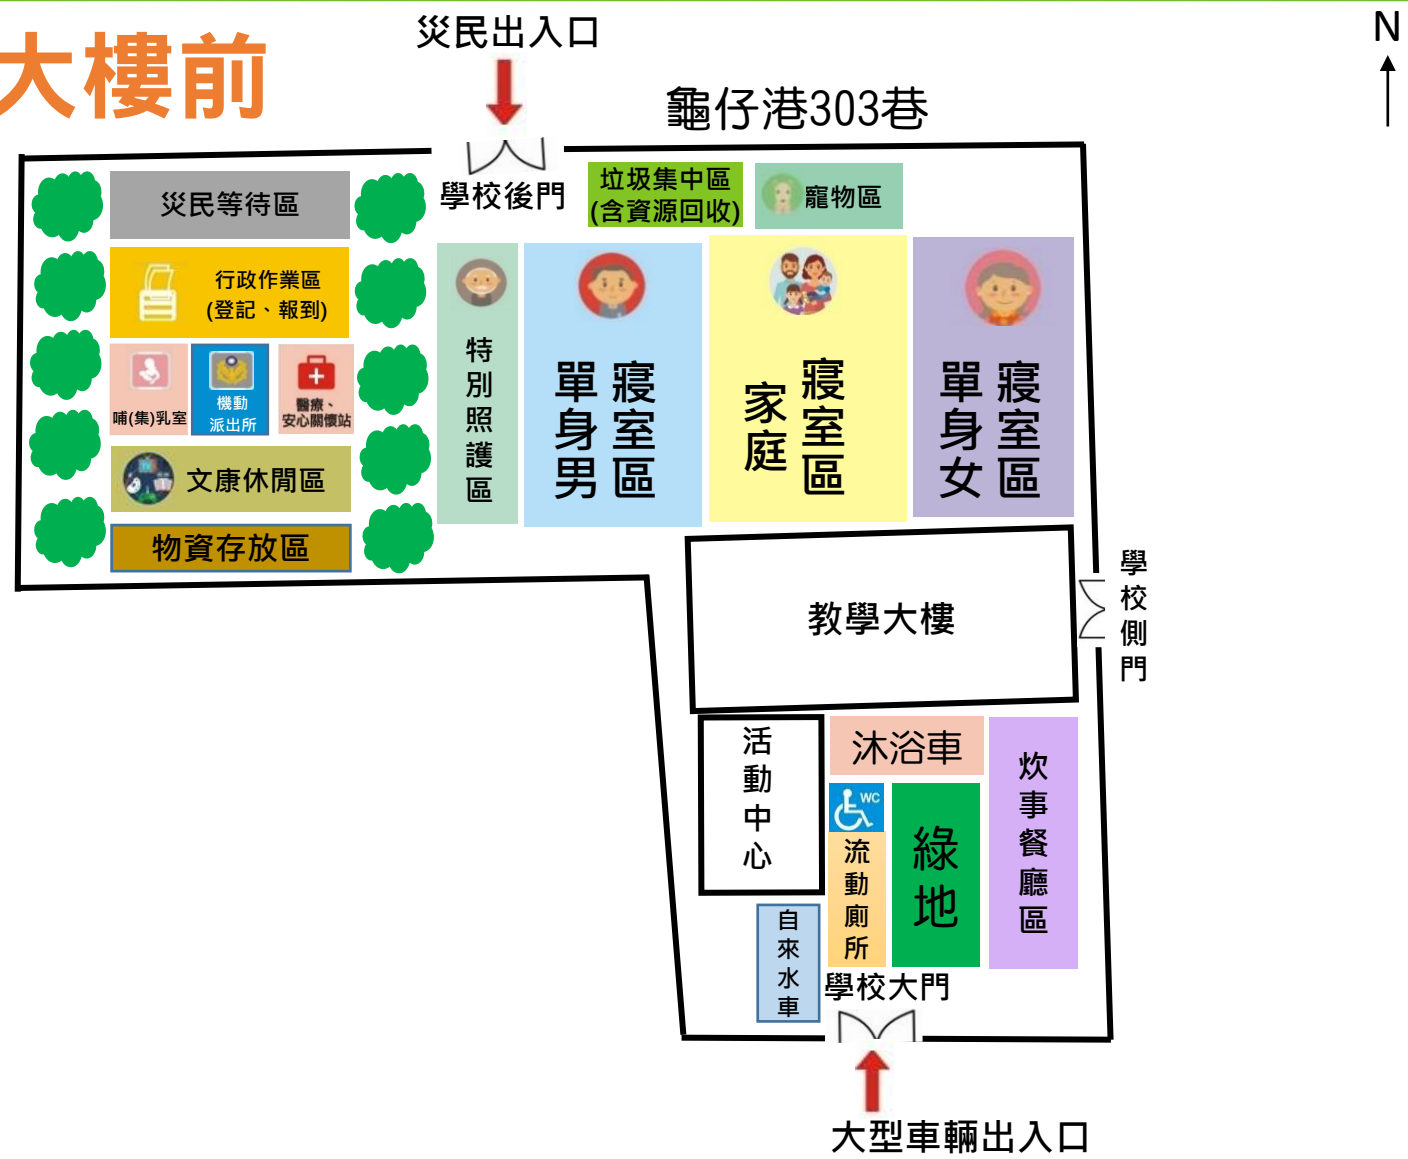 大樓前
N
災民出入口
龜仔港303巷
學校後門
垃圾集中區
(含資源回收)
寵物區
災民等待區
行政作業區
(登記、報到)
哺(集)乳室
機動
派出所
醫療、
安心關懷站
文康休閒區
物資存放區
特別照護區
單身男
寢室區
家庭
寢室區
單身女
寢室區
教學大樓
學校側門
活動中心
沐浴車
WC
流動廁所
綠地
炊事餐廳區
自來水車
學校大門
大型車輛出入口